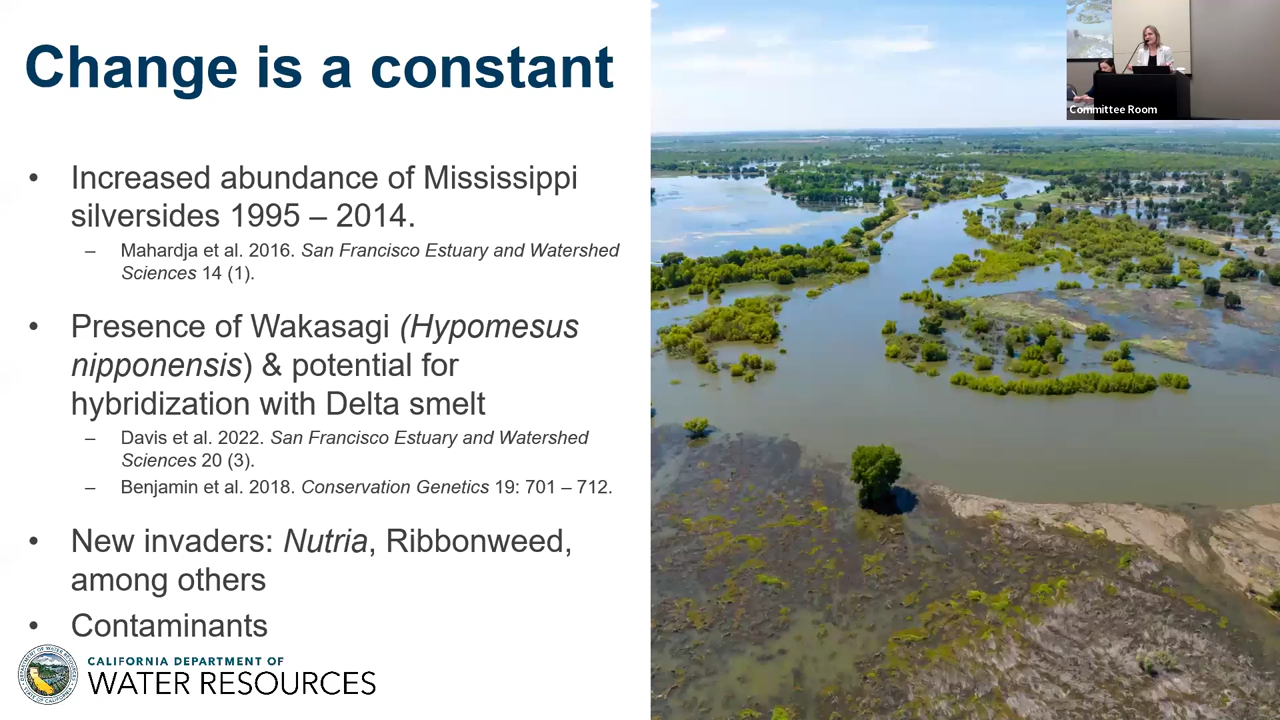 Change is a constant
• Increased abundance of Mississippi
silversides 1995 – 2014.
– Mahardja et al. 2016. San Francisco Estuary and Watershed
Sciences 14 (1).
• Presence of Wakasagi (Hypomesus
nipponensis) & potential for
hybridization with Delta smelt
– Davis et al. 2022. San Francisco Estuary and Watershed
Sciences 20 (3).
– Benjamin et al. 2018. Conservation Genetics 19: 701 – 712.
• New invaders: Nutria, Ribbonweed,
among others
• Contaminants
CALIFORNIA DEPARTMENT OF
WATER RESOURCES
Committee Room